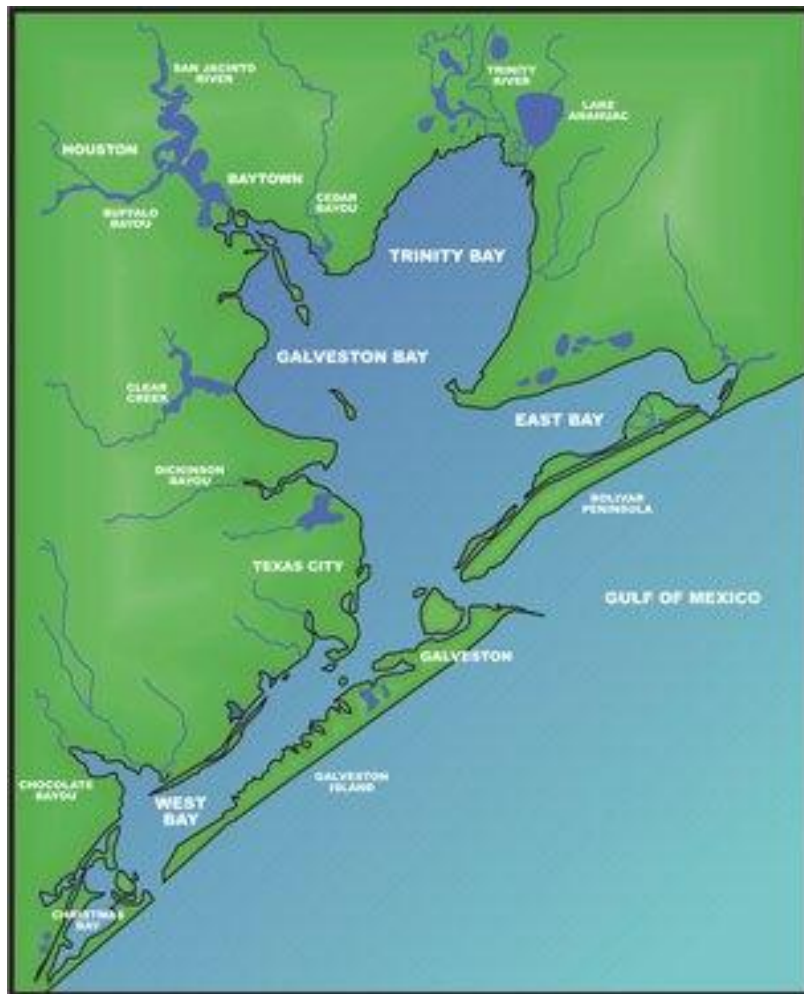 SAN JACINTO
RIVER
TRINITY
RIVER
LAKE
ANAHUAC
HOUSTON
BAYTOWN
CEDAR
BAYOU
BUFFALO
BAYOU
TRINITY BAY
GALVESTON BAY
CLEAR
CREEK
EAST BAY
DICKINSON
BAYOU
BOLIVAR
PENINSULA
TEXAS CITY
GULF OF MEXICO
GALVESTON
GALVESTON
ISLAND
CHOCOLATE
BAYOU
WEST
BAY
CHRISTMAS
BAY